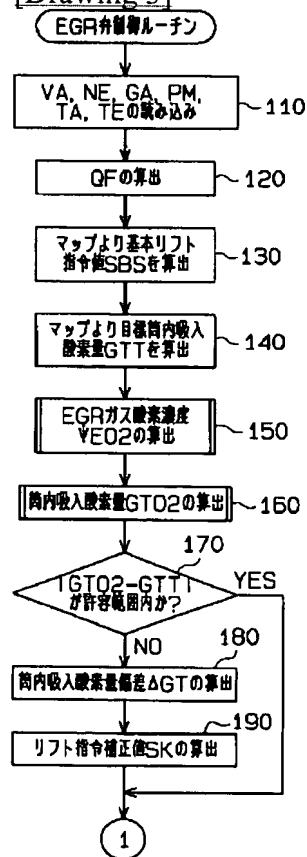 [Drawing 3]
EGR弁制御ルーチン
VA, NE, GA, PM,
TA, TEの読み込み
110
QFの算出
120
マップより基本リフト
指令値SBSを算出
130
マップより目標筒内吸入
酸素量GTTを算出
140
EGRガス酸素濃度
ΨEO2の算出
150
筒内吸入酸素量GTO2の算出
160
170
|GTO2-GTT|
が許容範囲内か?
YES
NO
180
筒内吸入酸素量偏差ΔGTの算出
190
リフト指令補正値SKの算出
1